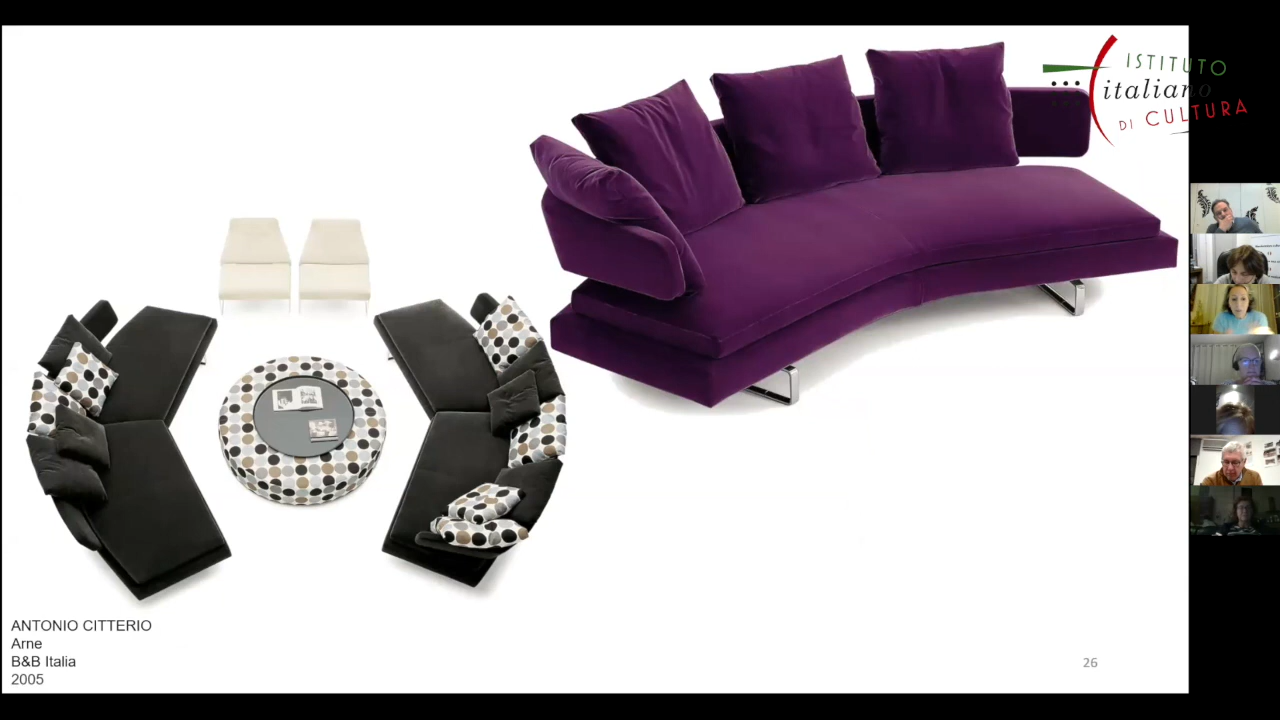 ISTITUTO
italiano
DI CULTURA
ANTONIO CITTERIO
Arne
B&B Italia
2005
26